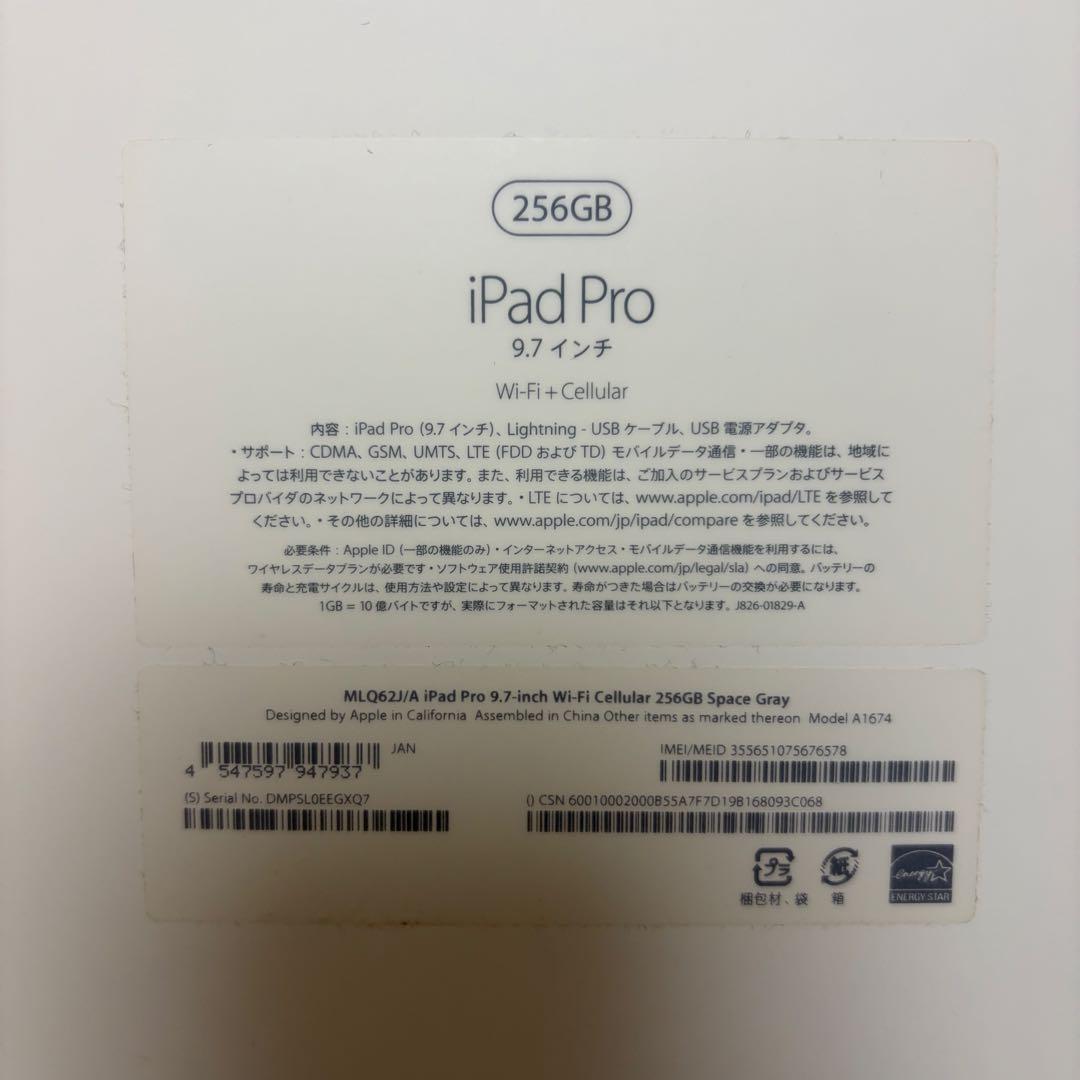 256GB
iPad Pro
9.7 インチ
Wi-Fi + Cellular
内容：iPad Pro (9.7 インチ)、Lightning - USB ケーブル、USB 電源アダプタ。
・サポート：CDMA、GSM、UMTS、LTE (FDD および TD) モバイルデータ通信・一部の機能は、地域に
よっては利用できないことがあります。また、利用できる機能は、ご加入のサービスプランおよびサービス
プロバイダのネットワークによって異なります。・LTE については、www.apple.com/ipad/LTE を参照して
ください。・その他の詳細については、www.apple.com/jp/ipad/compare を参照してください。
必要条件：Apple ID (一部の機能のみ)・インターネットアクセス・モバイルデータ通信機能を利用するには、
ワイヤレスデータプランが必要です・ソフトウェア使用許諾契約 (www.apple.com/jp/legal/sla) への同意。バッテリーの
寿命と充電サイクルは、使用方法や設定によって異なります。寿命がつきた場合はバッテリーの交換が必要になります。
1GB = 10 億バイトですが、実際にフォーマットされた容量はそれ以下となります。J826-01829-A
MLQ62J/A iPad Pro 9.7-inch Wi-Fi Cellular 256GB Space Gray
Designed by Apple in California Assembled in China Other items as marked thereon Model A1674
JAN
4 547597 947937
IMEI/MEID 355651075676578
(S) Serial No. DMPSL0EEGXQ7
() CSN 60010002000B55A7F7D19B168093C068
プラ
紙
梱包材、袋
箱
energy
ENERGY STAR